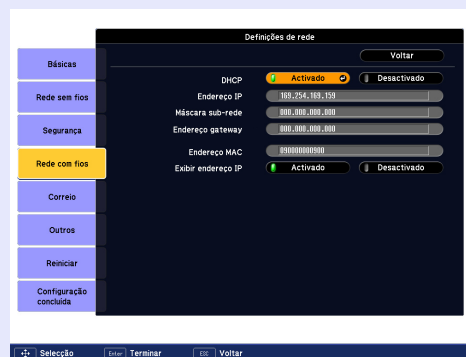 Definições de rede
Voltar
Básicas
Rede sem fios
Segurança
Rede com fios
Correio
Outros
Reiniciar
Configuração
concluída
DHCP Activado Desactivado
Endereço IP 169.254.169.159
Máscara sub-rede 000.000.000.000
Endereço gateway 000.000.000.000
Endereço MAC 090000000900
Exibir endereço IP Activado Desactivado
Selecção Enter Terminar ESC Voltar